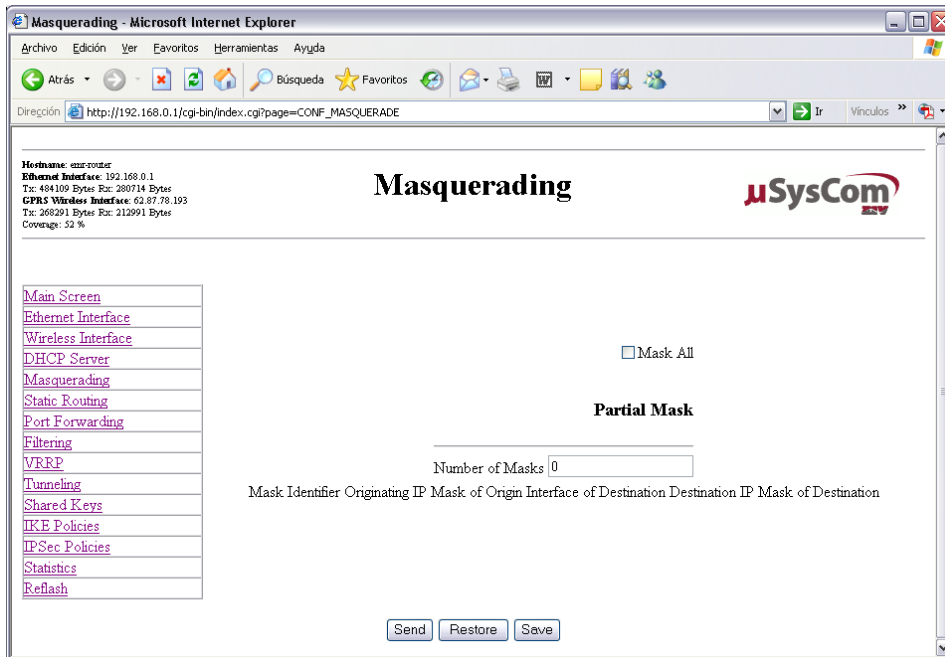 Masquerading - Microsoft Internet Explorer
Archivo Edición Ver Favoritos Herramientas Ayuda
Atrás Búsqueda Favoritos
Dirección http://192.168.0.1/cgi-bin/index.cgi?page=CONF_MASQUERADE Ir Vínculos »
Hostname: emr-router
Ethernet Interface: 192.168.0.1
Tx: 484109 Bytes Rx: 280714 Bytes
GPRS Wireless Interface: 62.87.78.193
Tx: 268291 Bytes Rx: 212991 Bytes
Coverage: 52 %
Masquerading
µSysCom
Main Screen
Ethernet Interface
Wireless Interface
DHCP Server
Masquerading
Static Routing
Port Forwarding
Filtering
VRRP
Tunneling
Shared Keys
IKE Policies
IPSec Policies
Statistics
Reflash
Mask All
Partial Mask
Number of Masks 0
Mask Identifier Originating IP Mask of Origin Interface of Destination Destination IP Mask of Destination
Send Restore Save